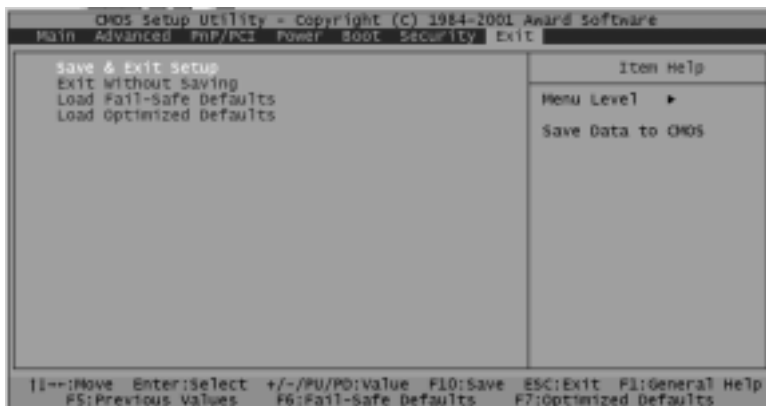 CMOS Setup Utility - Copyright (C) 1984-2001 Award Software
Main Advanced PnP/PCI Power Boot Security Exit
Save & Exit Setup
Exit Without Saving
Load Fail-Safe Defaults
Load Optimized Defaults
Item Help
Menu Level ►
Save Data to CMOS
↑↓→←:Move Enter:Select +/-/PU/PD:Value F10:Save ESC:Exit F1:General Help
F5:Previous Values F6:Fail-Safe Defaults F7:Optimized Defaults